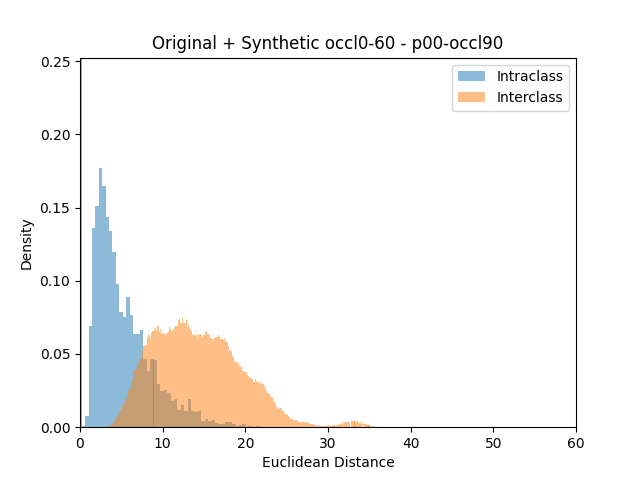 Original + Synthetic occl0-60 - p00-occl90
Intraclass
Interclass
0.25
0.20
0.15
0.10
0.05
0.00
Density
0 10 20 30 40 50 60
Euclidean Distance